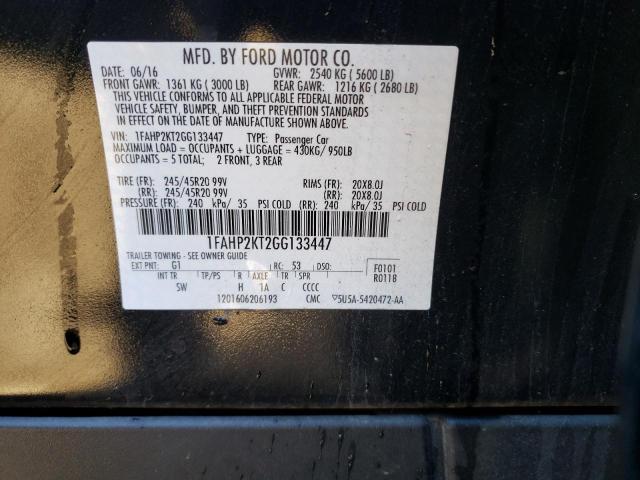 MFD. BY FORD MOTOR CO.
06/16 GVWR: 2540 KG (5600 LB)
FRONT GAWR: 1361 KG (3000 LB) REAR GAWR: 1216 KG (2680 LB)
THIS VEHICLE CONFORMS TO ALL APPLICABLE FEDERAL MOTOR
VEHICLE SAFETY, BUMPER, AND THEFT PREVENTION STANDARDS
IN EFFECT ON THE DATE OF MANUFACTURE SHOWN ABOVE.
VIN: 1FAHP2KT2GG133447 TYPE: Passenger Car
MAXIMUM LOAD = OCCUPANTS + LUGGAGE = 430KG/ 950LB
OCCUPANTS = 5 TOTAL; 2 FRONT, 3 REAR
TIRE (FR): 245/45R20 99V RIMS (FR): 20X8.0J
(RR): 245/45R20 99V (RR): 20X8.0J
PRESSURE (FR): 240 kPa/ 35 PSI COLD (RR): 240 kPa/ 35 PSI COLD
1FAHP2KT2GG133447
TRAILER TOWING - SEE OWNER GUIDE
EXT PNT: G1 RC: 53 DSO: F0101
INT TR TP/PS R AXLE TR SPR R0118
SW H 1A C CCCC
1201606206193 CMC ▽5U5A-5420472-AA